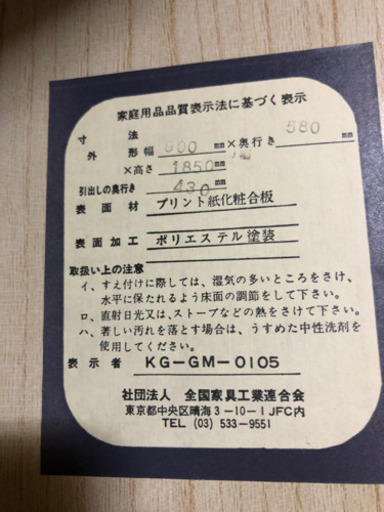 家庭用品品質表示法に基づく表示
寸法
外形幅 900 mm×奥行き 580 mm
×高さ 1850 mm
引出しの奥行き 430 mm
表面材 プリント紙化粧合板
表面加工 ポリエステル塗装
取扱い上の注意
イ、すえ付けに際しては、湿気の多いところをさけ、
水平に保たれるよう床面の調節をして下さい。
ロ、直射日光又は、ストーブなどの熱をさけて下さい。
ハ、著しい汚れを落とす場合は、うすめた中性洗剤を
使用してください。
表示者 KG-GM-0105
社団法人 全国家具工業連合会
東京都中央区晴海3-10-1JFC内
TEL (03) 533-9551